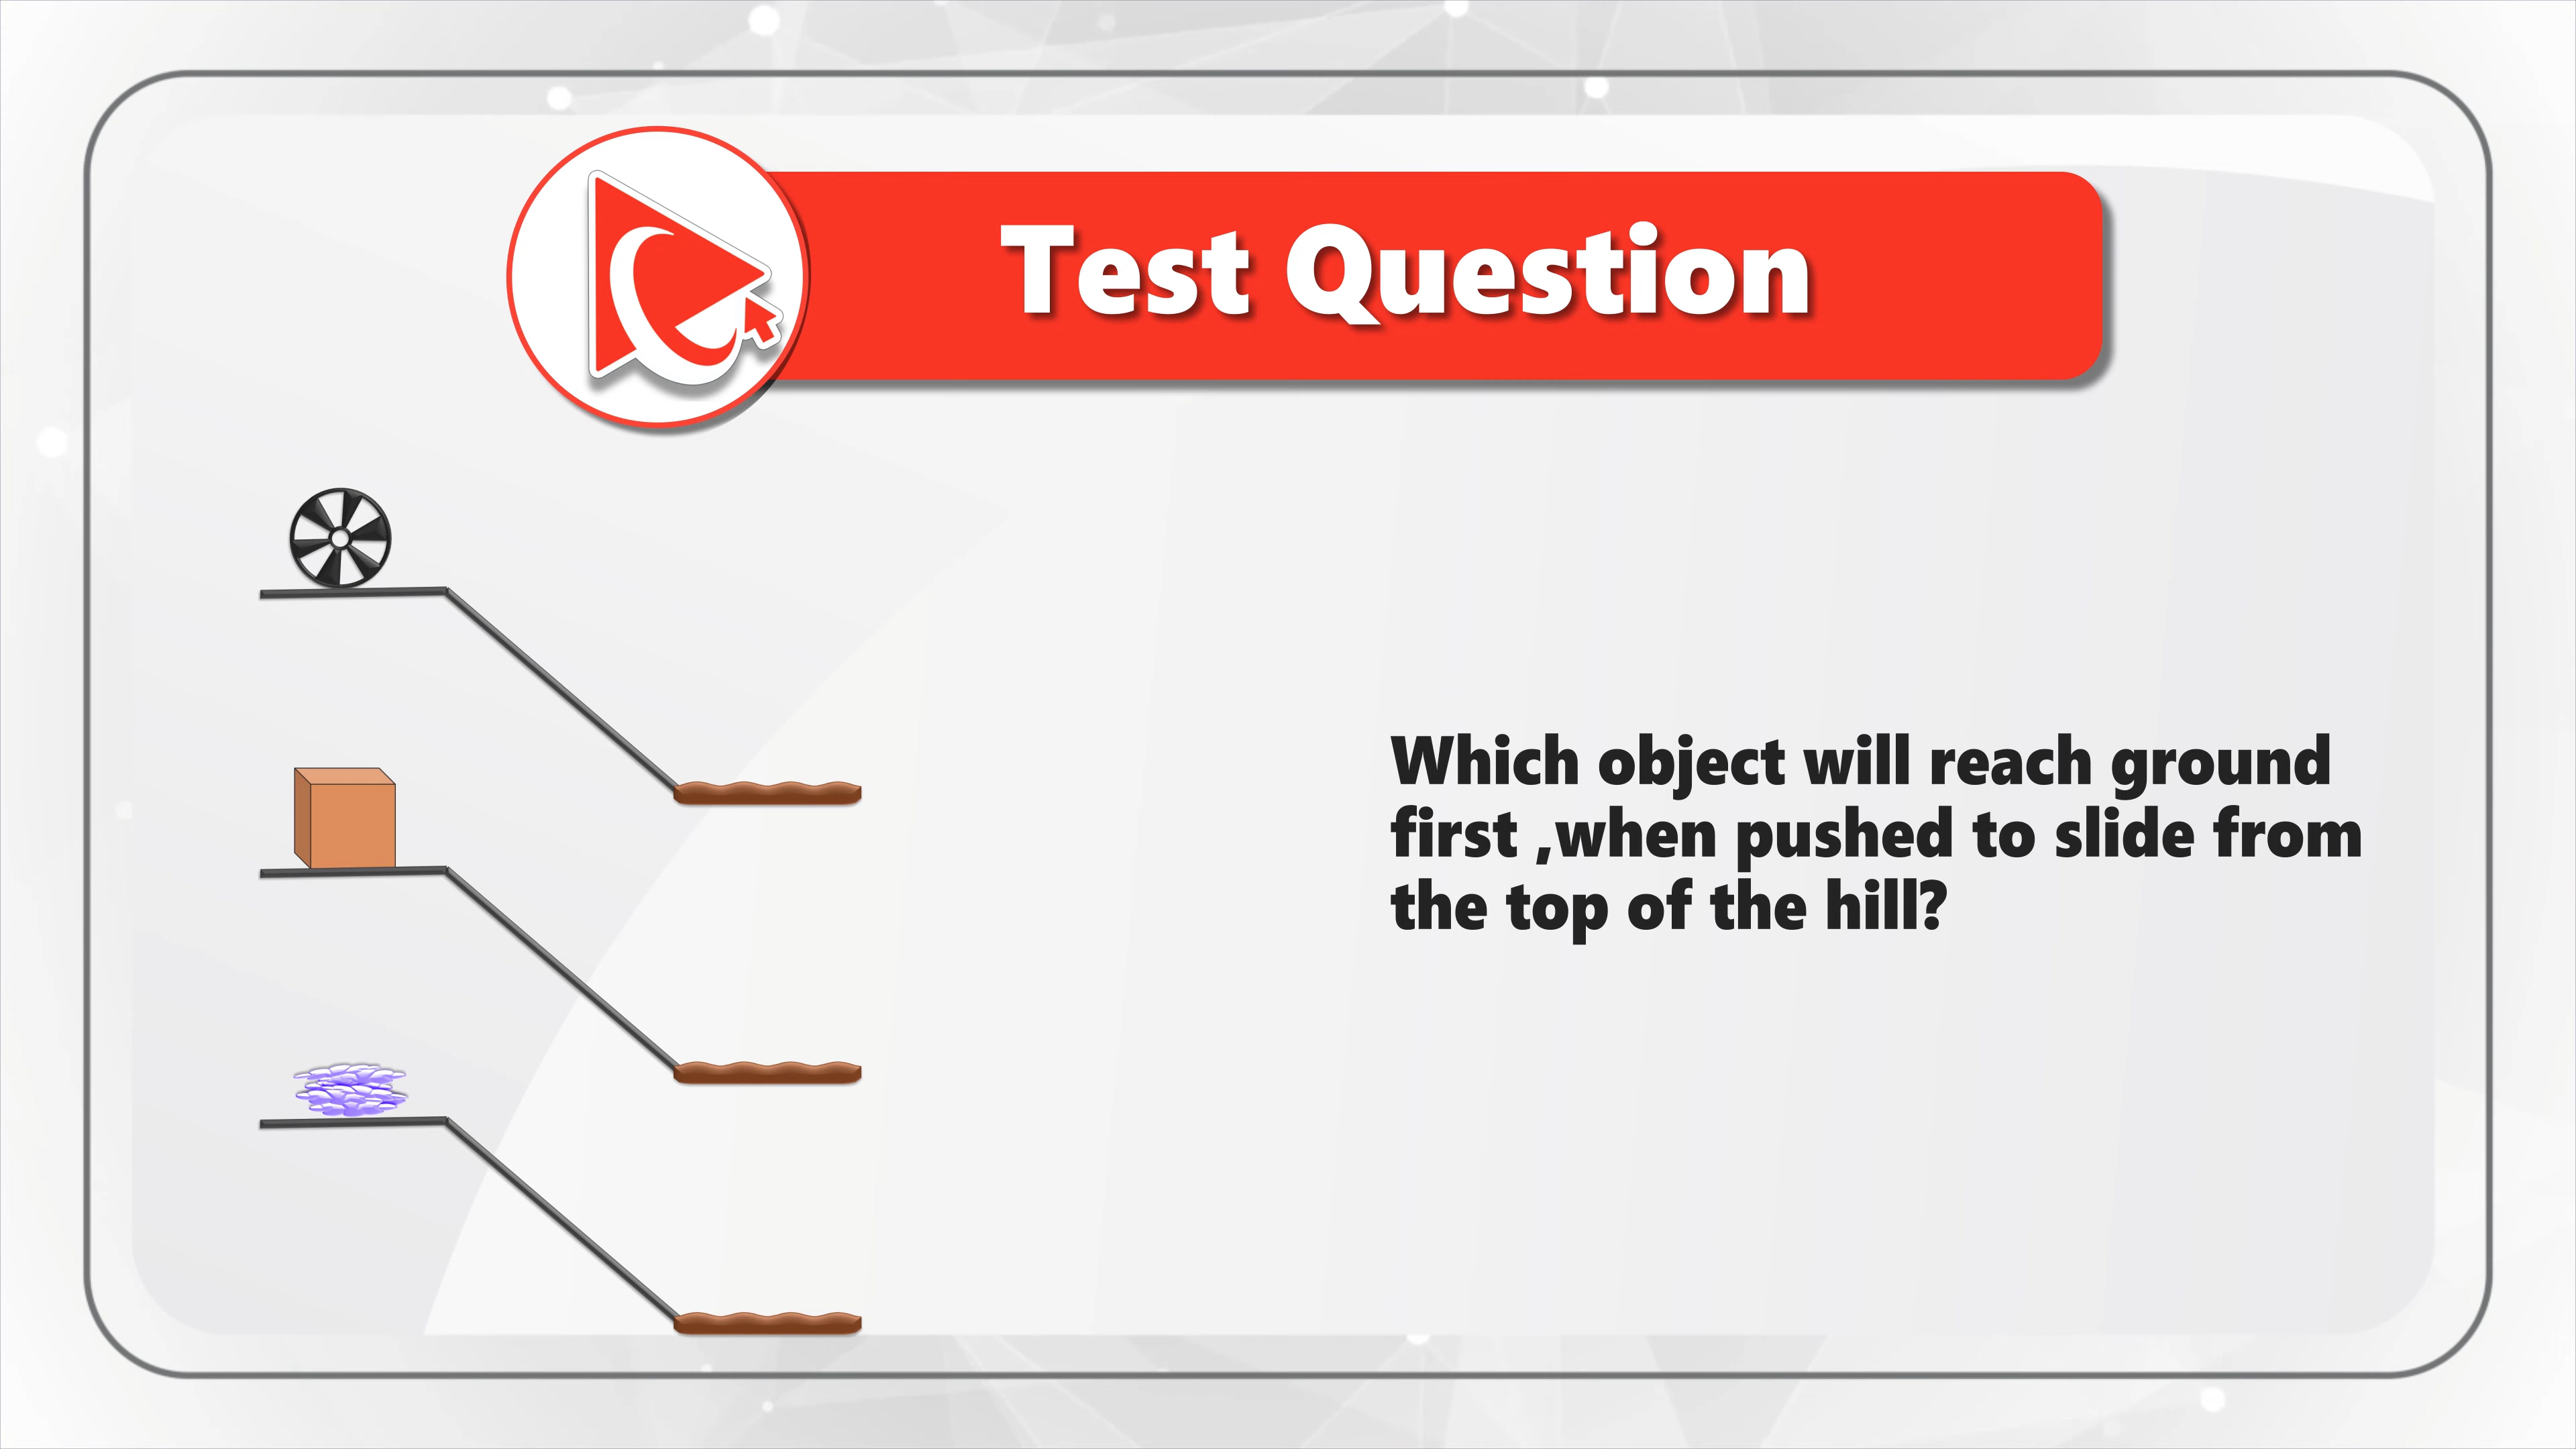 Test Question
Which object will reach ground
first ,when pushed to slide from
the top of the hill?